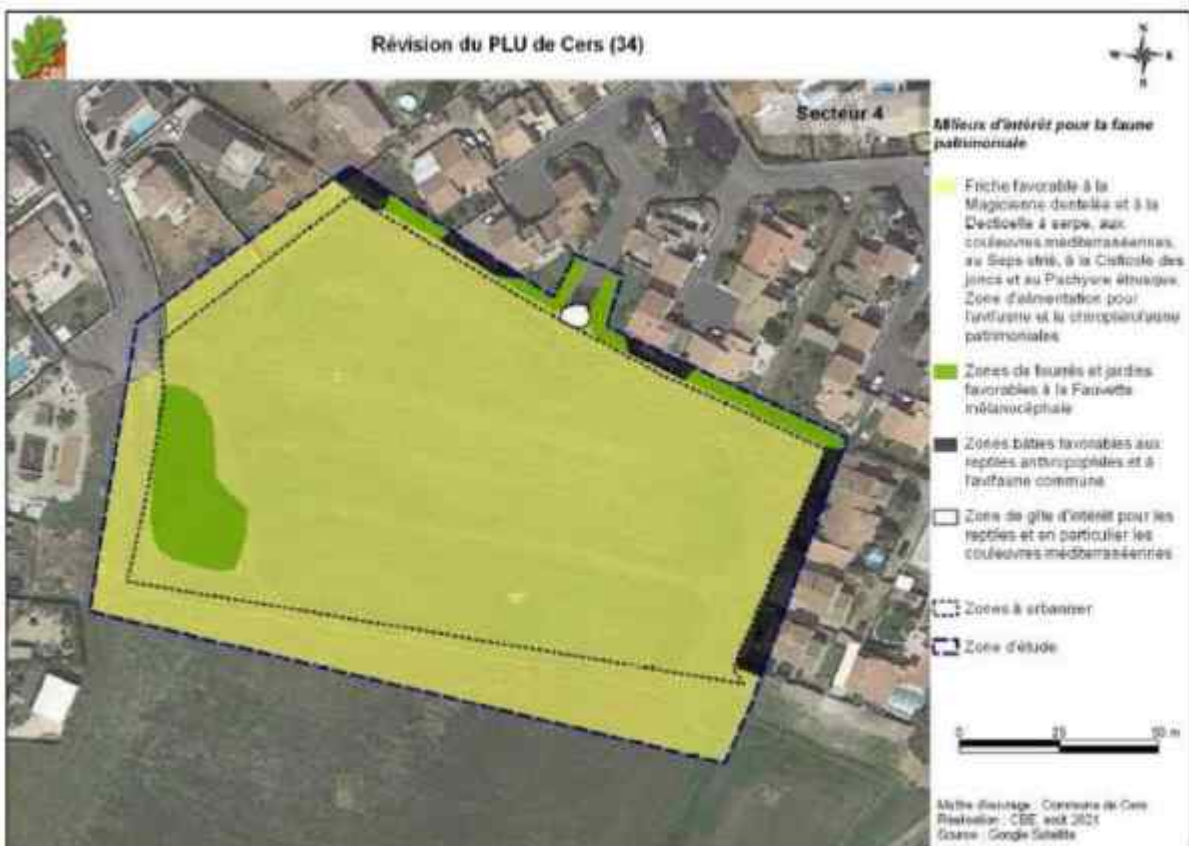 Révision du PLU de Cers (34)
CBE
N
W E
S
Secteur 4
Milieux d'intérêt pour la faune
patrimoniale
Friche favorable à la
Magicienne dentelée et à la
Decticelle à serpe, aux
couleuvres méditerranéennes,
au Seps strié, à la Cisticole des
joncs et au Pachyure étrusque.
Zone d'alimentation pour
l'avifaune et la chiroptérofaune
patrimoniales
Zones de fourrés et jardins
favorables à la Fauvette
mélanocéphale
Zones bâties favorables aux
reptiles anthropophiles et à
l'avifaune commune
Zone de gîte d'intérêt pour les
reptiles et en particulier les
couleuvres méditerranéennes
Zones à urbaniser
Zone d'étude
0 25 50 m
Maître d'ouvrage : Commune de Cers
Réalisation : CBE, août 2021
Source : Google Satellite